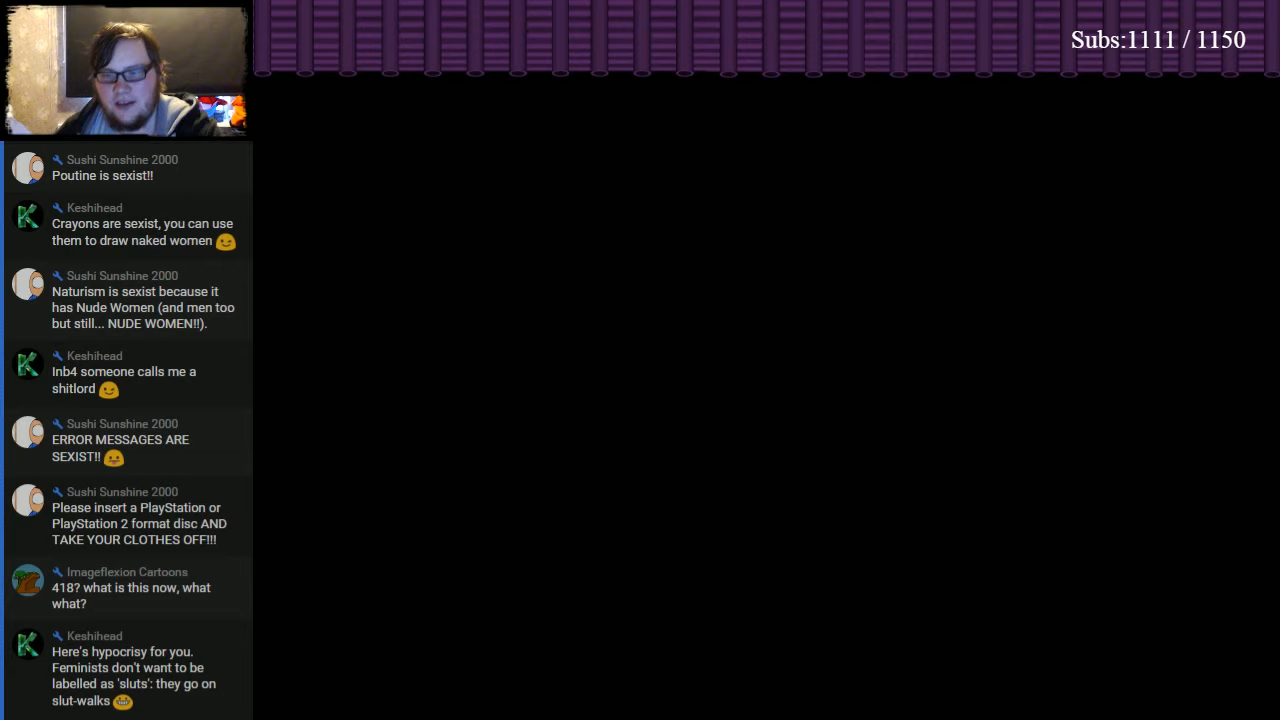 Subs:1111 / 1150
Sushi Sunshine 2000
Poutine is sexist!!
Keshihead
Crayons are sexist, you can use
them to draw naked women
Sushi Sunshine 2000
Naturism is sexist because it
has Nude Women (and men too
but still... NUDE WOMEN!!).
Keshihead
Inb4 someone calls me a
shitlord
Sushi Sunshine 2000
ERROR MESSAGES ARE
SEXIST!!
Sushi Sunshine 2000
Please insert a PlayStation or
PlayStation 2 format disc AND
TAKE YOUR CLOTHES OFF!!!
Imageflexion Cartoons
418? what is this now, what
what?
Keshihead
Here's hypocrisy for you.
Feminists don't want to be
labelled as 'sluts': they go on
slut-walks